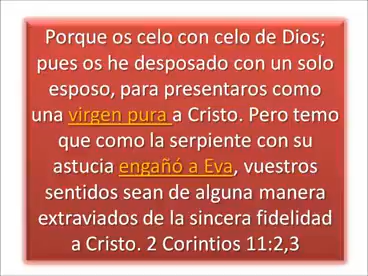 Porque os celo con celo de Dios;
pues os he desposado con un solo
esposo, para presentaros como
una virgen pura a Cristo. Pero temo
que como la serpiente con su
astucia engañó a Eva, vuestros
sentidos sean de alguna manera
extraviados de la sincera fidelidad
a Cristo. 2 Corintios 11:2,3